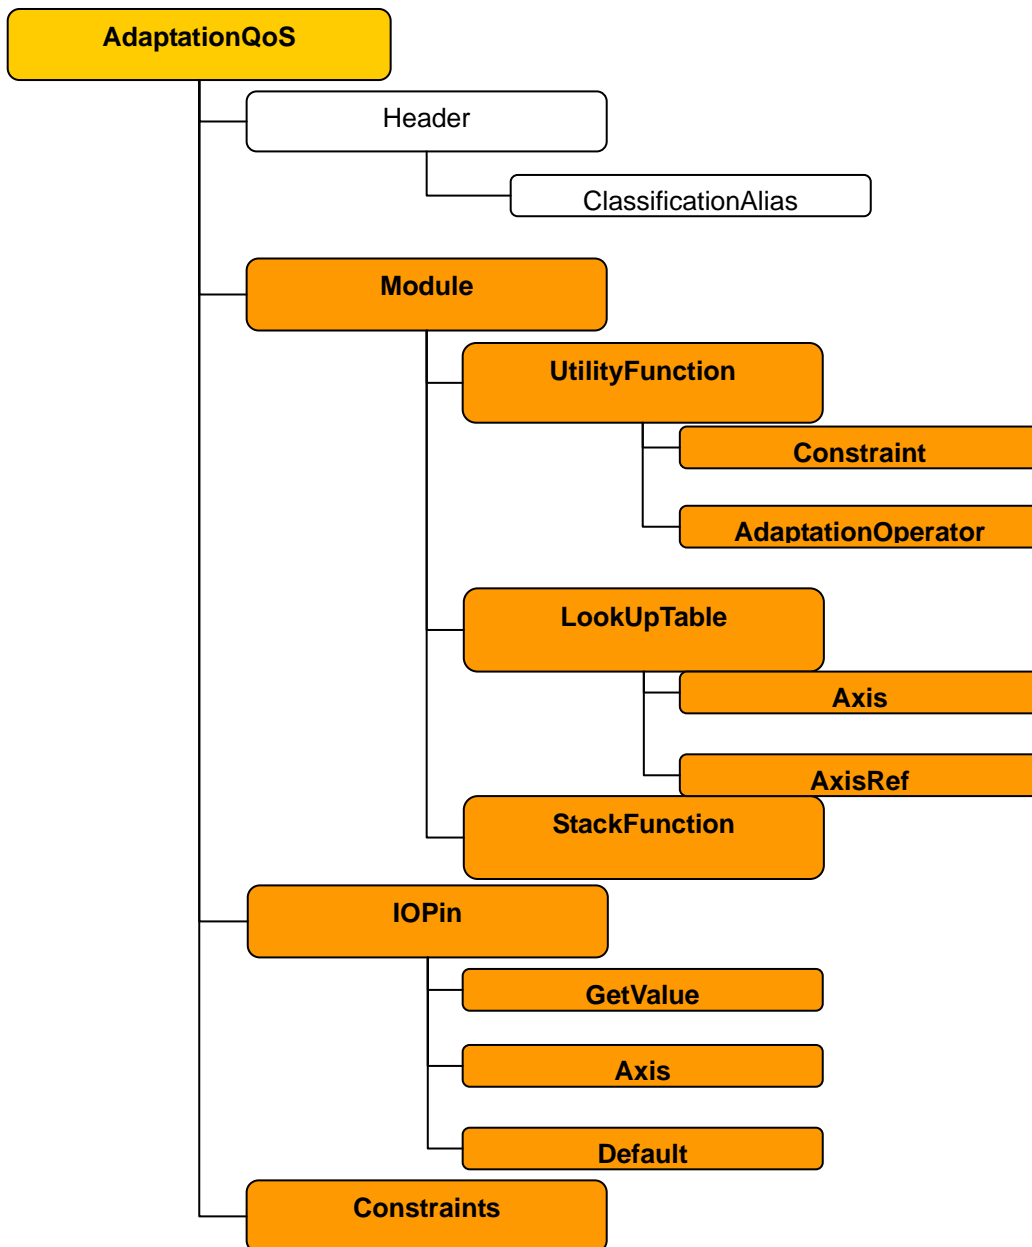 AdaptationQoS
Header
ClassificationAlias
Module
UtilityFunction
Constraint
AdaptationOperator
LookUpTable
Axis
AxisRef
StackFunction
IOPin
GetValue
Axis
Default
Constraints